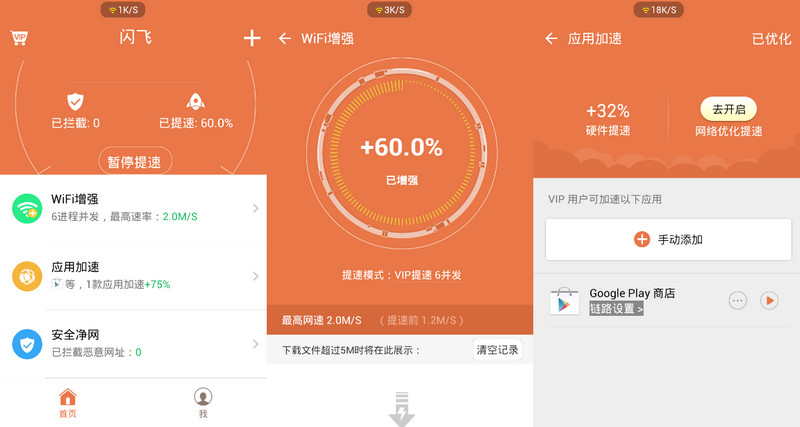 1K/S
VIP
闪飞
已拦截: 0
已提速: 60.0%
暂停提速
WiFi增强
6进程并发，最高速率：2.0M/S
应用加速
等，1款应用加速+75%
安全净网
已拦截恶意网址：0
首页
我
3K/S
WiFi增强
+60.0%
已增强
提速模式：VIP提速 6并发
最高网速 2.0M/S （提速前 1.2M/S）
下载文件超过5M时将在此展示：
清空记录
18K/S
应用加速
已优化
+32%
硬件提速
去开启
网络优化提速
VIP 用户可加速以下应用
手动添加
Google Play 商店
链路设置 >